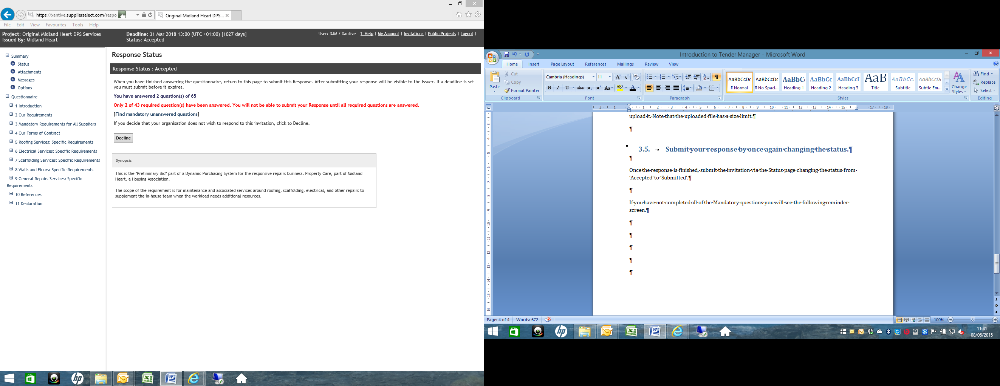 https://xantive.supplierselect.com/respo
Original Midland Heart DPS...
File Edit View Favourites Tools Help
Project: Original Midland Heart DPS Services
Issued By: Midland Heart
Deadline: 31 Mar 2018 13:00 (UTC +01:00) [1027 days]
Status: Accepted
User: DJM / Xantive | ? Help | My Account | Invitations | Public Projects | Logout |
Summary
Status
Attachments
Messages
Options
Questionnaire
1 Introduction
2 Our Requirements
3 Mandatory Requirements for All Suppliers
4 Our Forms of Contract
5 Roofing Services: Specific Requirements
6 Electrical Services: Specific Requirements
7 Scaffolding Services: Specific Requirements
8 Walls and Floors: Specific Requirements
9 General Repairs Services: Specific
Requirements
10 References
11 Declaration
Response Status
Response Status : Accepted
When you have finished answering the questionnaire, return to this page to submit this Response. After submitting your response will be visible to the Issuer. If a deadline is set
you must submit before it expires.
You have answered 2 question(s) of 65
Only 2 of 43 required question(s) have been answered. You will not be able to submit your Response until all required questions are answered.
[Find mandatory unanswered questions]
If you decide that your organisation does not wish to respond to this invitation, click to Decline.
Decline
Synopsis
This is the "Preliminary Bid" part of a Dynamic Purchasing System for the responsive repairs business, Property Care, part of Midland
Heart, a Housing Association.
The scope of the requirement is for maintenance and associated services around roofing, scaffolding, electrical, and other repairs to
supplement the in-house team when the workload needs additional resources.
Introduction to Tender Manager - Microsoft Word
Home Insert Page Layout References Mailings Review View
Paste
Cut
Copy
Format Painter
Clipboard
Cambria (Headings) 11
Font
Paragraph
AaBbCcDc AaBbCcDc AaBbC AaBbCc AaBbCcI AaB AaBbCc. AaBbCcDc
¶ Normal ¶ No Spaci... Heading 1 Heading 2 Heading 3 Title Subtitle Subtle Em...
Change
Styles
Styles
Find
Replace
Select
Editing
upload it. Note that the uploaded file has a size limit.¶
¶
3.5. → Submit your response by once again changing the status.¶
¶
Once the response is finished, submit the invitation via the Status page changing the status from
‘Accepted’ to ‘Submitted’.¶
¶
If you have not completed all of the Mandatory questions you will see the following reminder
screen.¶
¶
¶
¶
¶
¶
Page: 4 of 4 Words: 672
100%
11:41
08/06/2015